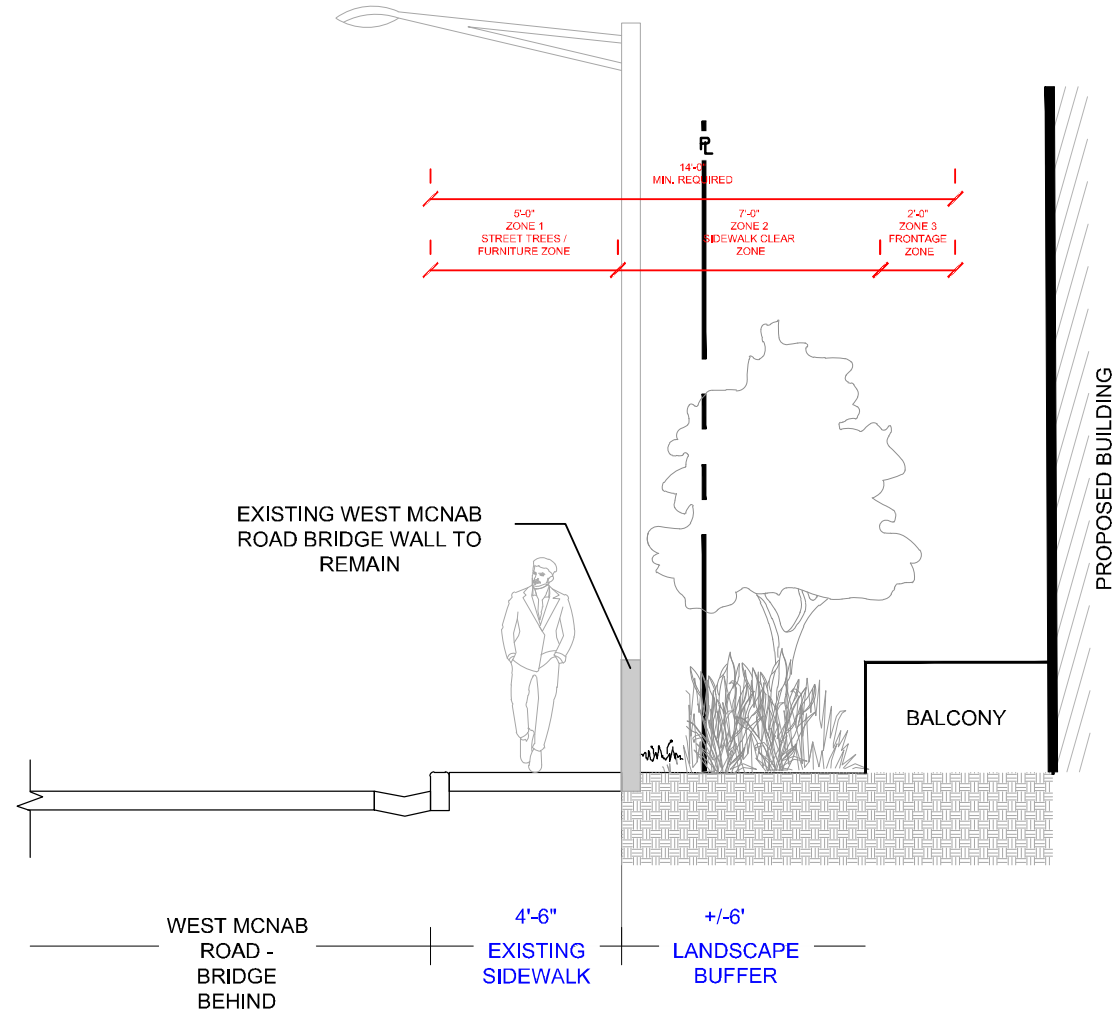 PL
14'-0"
MIN. REQUIRED
5'-0"
ZONE 1
STREET TREES /
FURNITURE ZONE
7'-0"
ZONE 2
SIDEWALK CLEAR
ZONE
2'-0"
ZONE 3
FRONTAGE
ZONE
PROPOSED BUILDING
EXISTING WEST MCNAB
ROAD BRIDGE WALL TO
REMAIN
BALCONY
WEST MCNAB
ROAD -
BRIDGE
BEHIND
4'-6"
EXISTING
SIDEWALK
+/-6'
LANDSCAPE
BUFFER